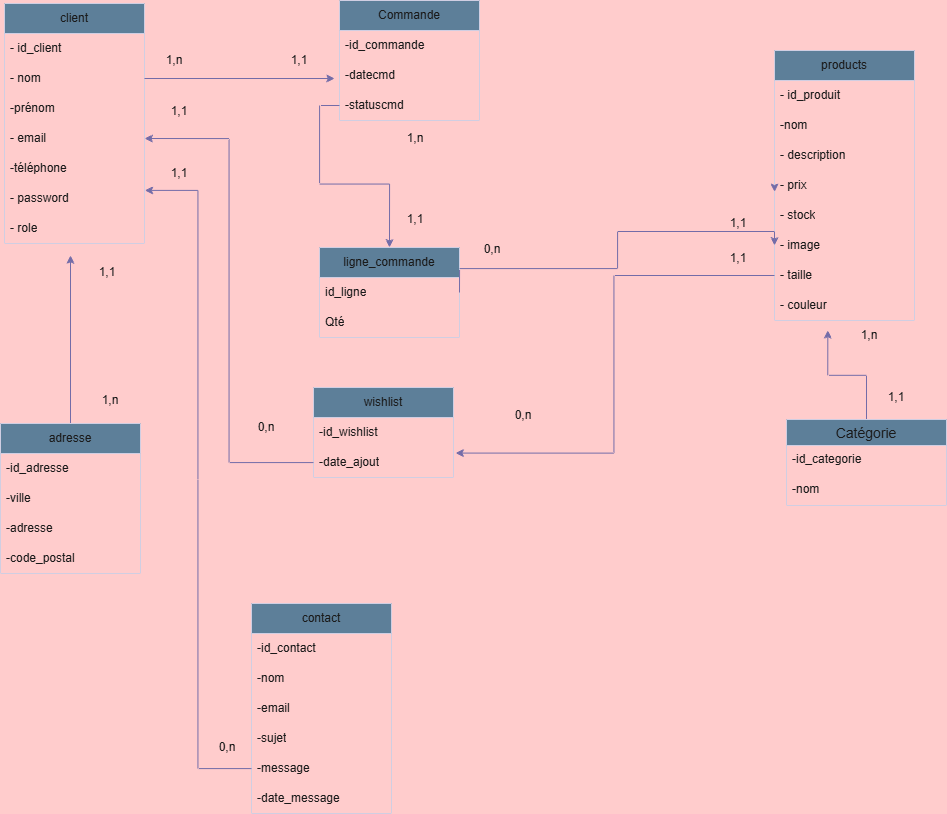 client
- id_client
- nom
-prénom
- email
-téléphone
- password
- role
1,n
1,1
Commande
-id_commande
-datecmd
-statuscmd
1,n
1,1
products
- id_produit
-nom
- description
- prix
- stock
- image
- taille
- couleur
1,1
1,1
1,1
1,n
ligne_commande
id_ligne
Qté
0,n
1,1
1,1
wishlist
-id_wishlist
-date_ajout
0,n
0,n
1,n
1,1
Catégorie
-id_categorie
-nom
adresse
-id_adresse
-ville
-adresse
-code_postal
contact
-id_contact
-nom
-email
-sujet
-message
-date_message
0,n